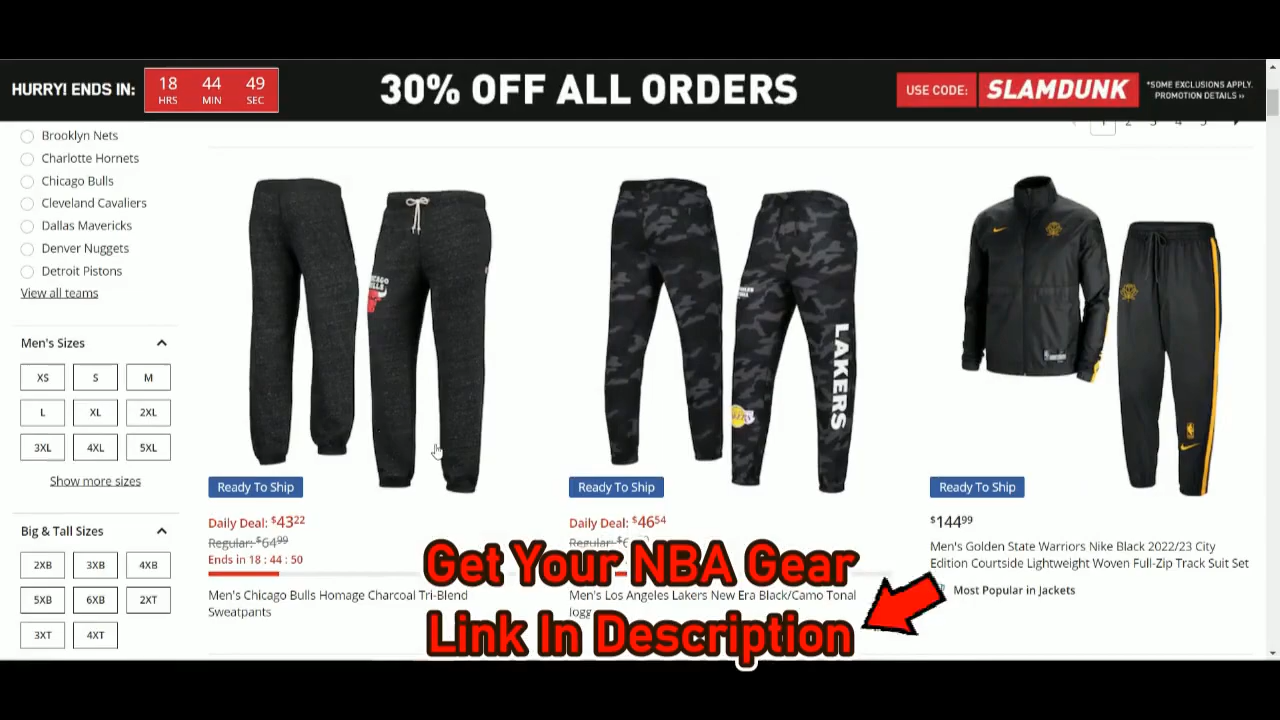 HURRY! ENDS IN:
18 44 49
HRS MIN SEC
30% OFF ALL ORDERS
USE CODE:
SLAMDUNK
*SOME EXCLUSIONS APPLY.
PROMOTION DETAILS ››
Brooklyn Nets
Charlotte Hornets
Chicago Bulls
Cleveland Cavaliers
Dallas Mavericks
Denver Nuggets
Detroit Pistons
View all teams
Men's Sizes
XS S M
L XL 2XL
3XL 4XL 5XL
Show more sizes
Big & Tall Sizes
2XB 3XB 4XB
5XB 6XB 2XT
3XT 4XT
LAKERS
Ready To Ship
Daily Deal: $43.22
Regular: $64.99
Ends in 18 : 44 : 50
Men's Chicago Bulls Homage Charcoal Tri-Blend
Sweatpants
Ready To Ship
Daily Deal: $46.54
Regular:
Men's Los Angeles Lakers New Era Black/Camo Tonal
Ready To Ship
$144.99
Men's Golden State Warriors Nike Black 2022/23 City
Edition Courtside Lightweight Woven Full-Zip Track Suit Set
Most Popular in Jackets
Get Your NBA Gear
Link In Description